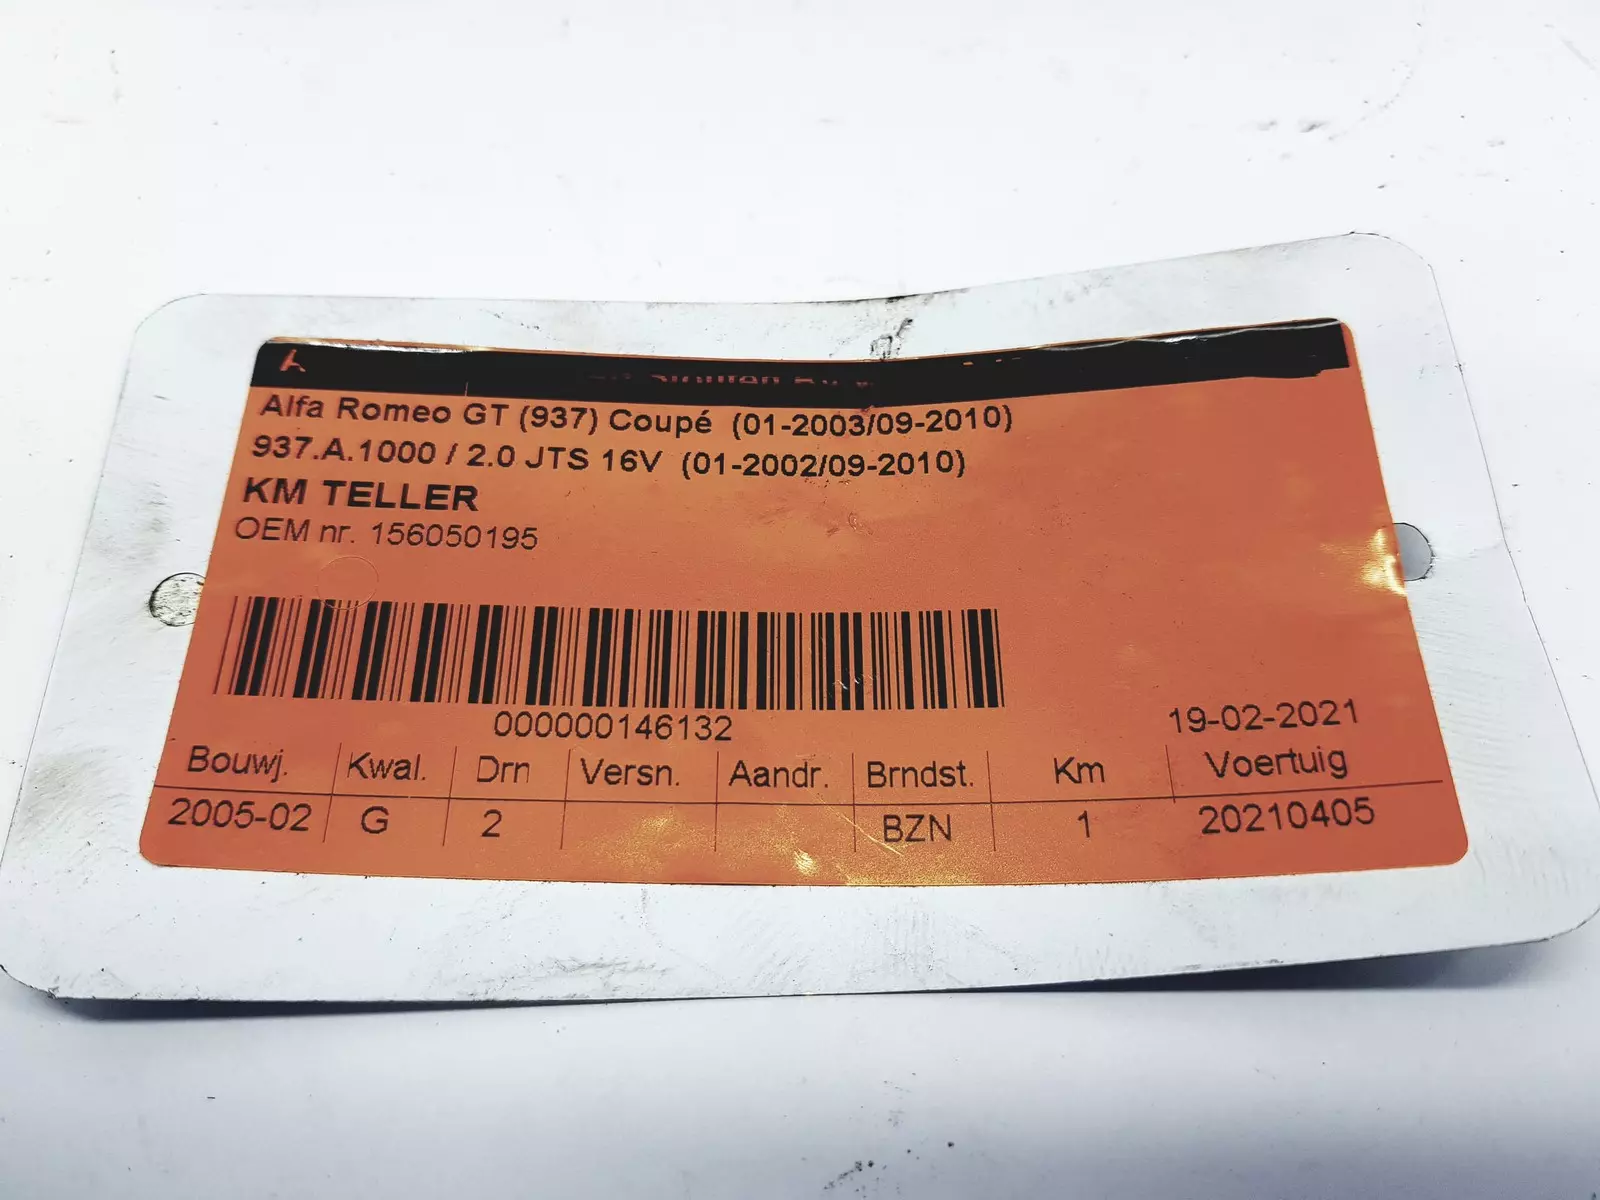 Alfa Romeo GT (937) Coupé (01-2003/09-2010)
937.A.1000 / 2.0 JTS 16V (01-2002/09-2010)
KM TELLER
OEM nr. 156050195
000000146132
19-02-2021
Bouwj. Kwal. Drn Versn. Aandr. Brndst. Km Voertuig
2005-02 G 2 BZN 1 20210405